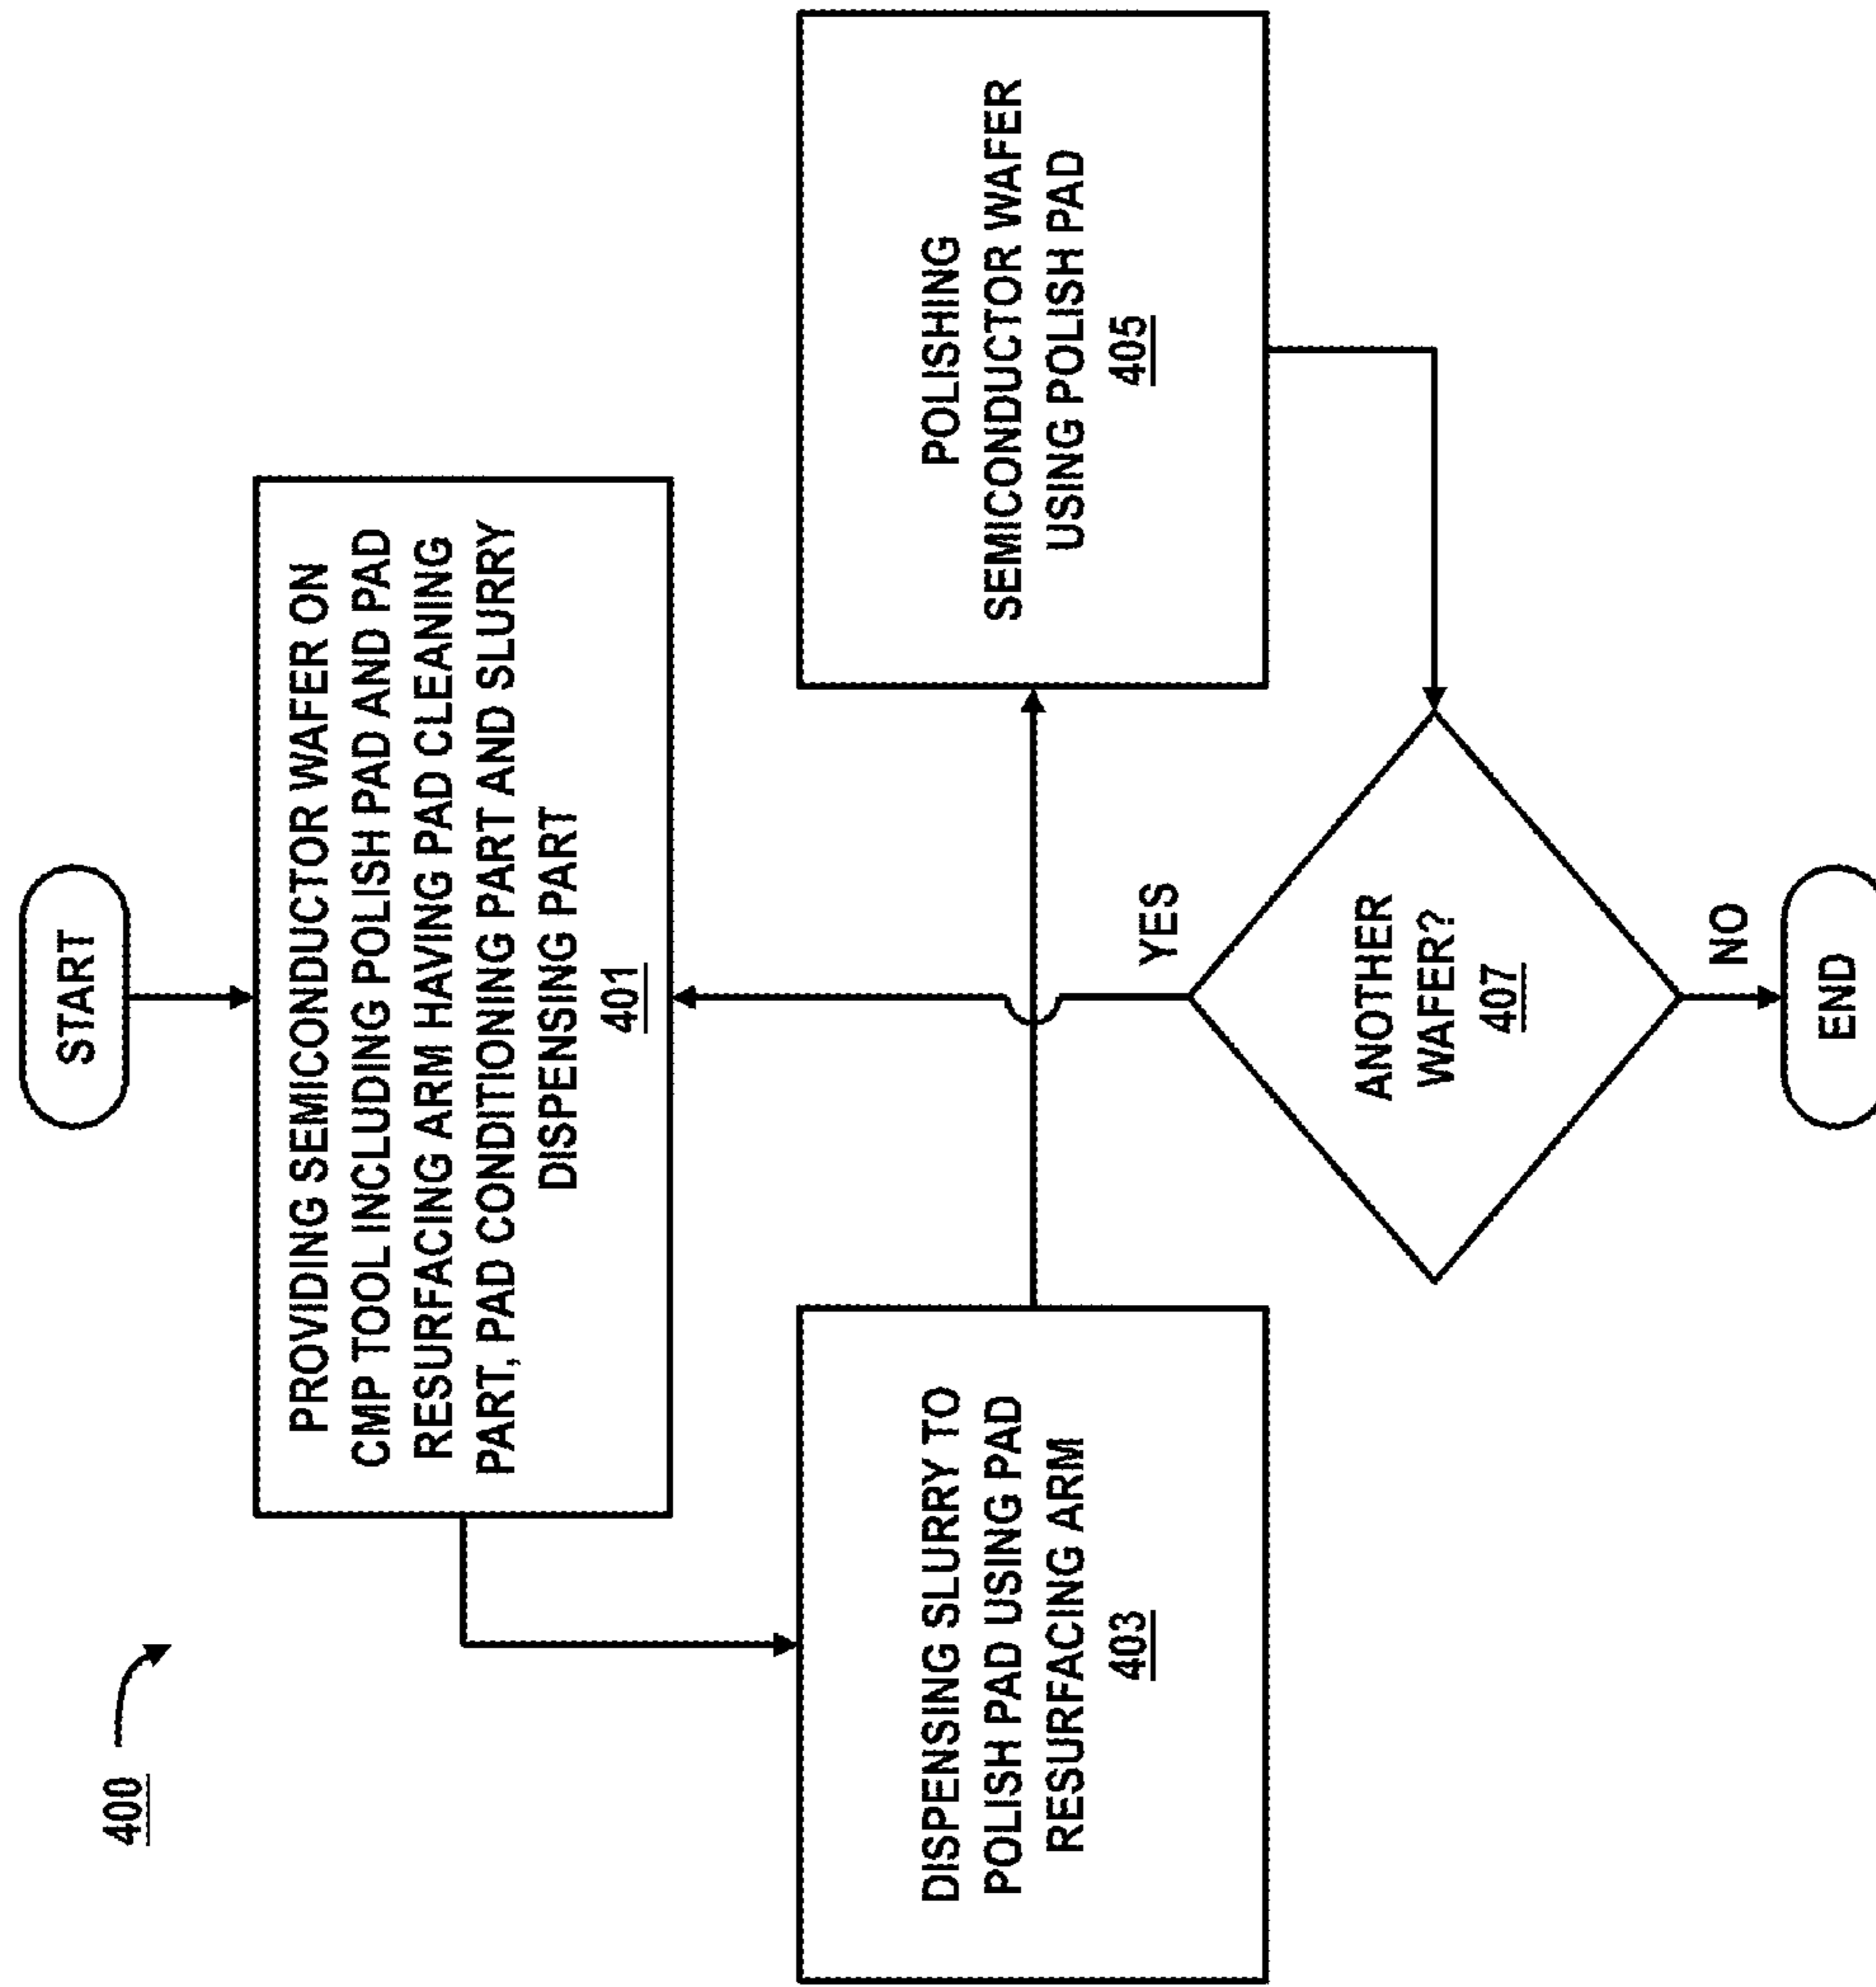 400
START
PROVIDING SEMICONDUCTOR WAFER ON
CMP TOOL INCLUDING POLISH PAD AND PAD
RESURFACING ARM HAVING PAD CLEANING
PART, PAD CONDITIONING PART AND SLURRY
DISPENSING PART
401
DISPENSING SLURRY TO
POLISH PAD USING PAD
RESURFACING ARM
403
POLISHING
SEMICONDUCTOR WAFER
USING POLISH PAD
405
YES
ANOTHER
WAFER?
407
NO
END